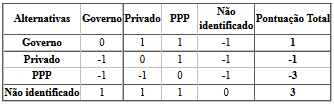 Alternativas Governo Privado PPP Não identificado Pontuação Total
Governo 0 1 1 -1 1
Privado -1 0 1 -1 -1
PPP -1 -1 0 -1 -3
Não identificado 1 1 1 0 3